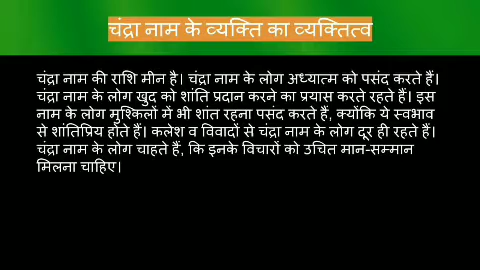 चंद्रा नाम के व्यक्ति का व्यक्तित्व
चंद्रा नाम की राशि मीन है। चंद्रा नाम के लोग अध्यात्म को पसंद करते हैं।
चंद्रा नाम के लोग खुद को शांति प्रदान करने का प्रयास करते रहते हैं। इस
नाम के लोग मुश्किलों में भी शांत रहना पसंद करते हैं, क्योंकि ये स्वभाव
से शांतिप्रिय होते हैं। कलेश व विवादों से चंद्रा नाम के लोग दूर ही रहते हैं।
चंद्रा नाम के लोग चाहते हैं, कि इनके विचारों को उचित मान-सम्मान
मिलना चाहिए।